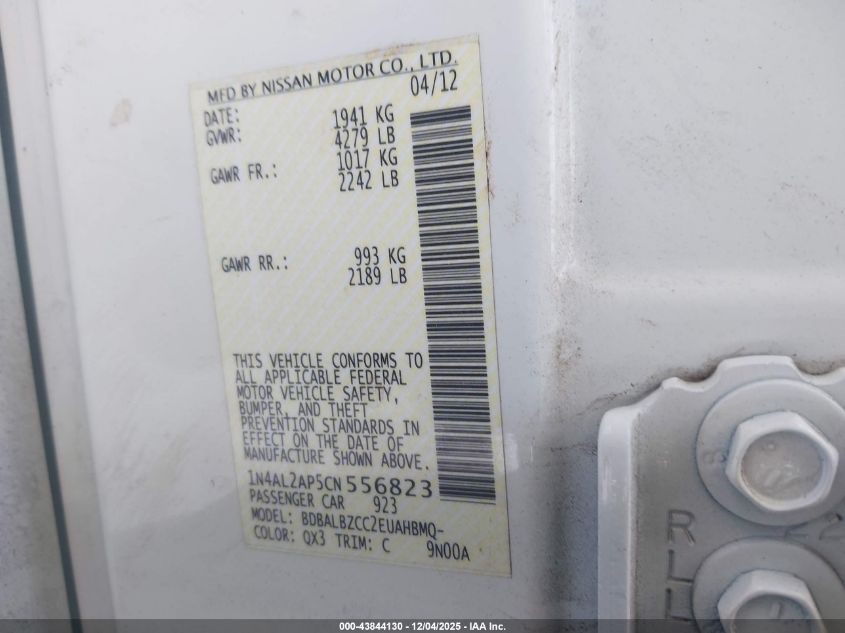 MFD BY NISSAN MOTOR CO., LTD.
DATE: 04/12
GVWR: 1941 KG
4279 LB
GAWR FR.: 1017 KG
2242 LB
GAWR RR.: 993 KG
2189 LB
THIS VEHICLE CONFORMS TO
ALL APPLICABLE FEDERAL
MOTOR VEHICLE SAFETY,
BUMPER, AND THEFT
PREVENTION STANDARDS IN
EFFECT ON THE DATE OF
MANUFACTURE SHOWN ABOVE.
1N4AL2AP5CN556823
PASSENGER CAR 923
MODEL: BDBALBZCC2EUAHBMQ-
COLOR: QX3 TRIM: C 9N00A
000-43844130 - 12/04/2025 - IAA Inc.